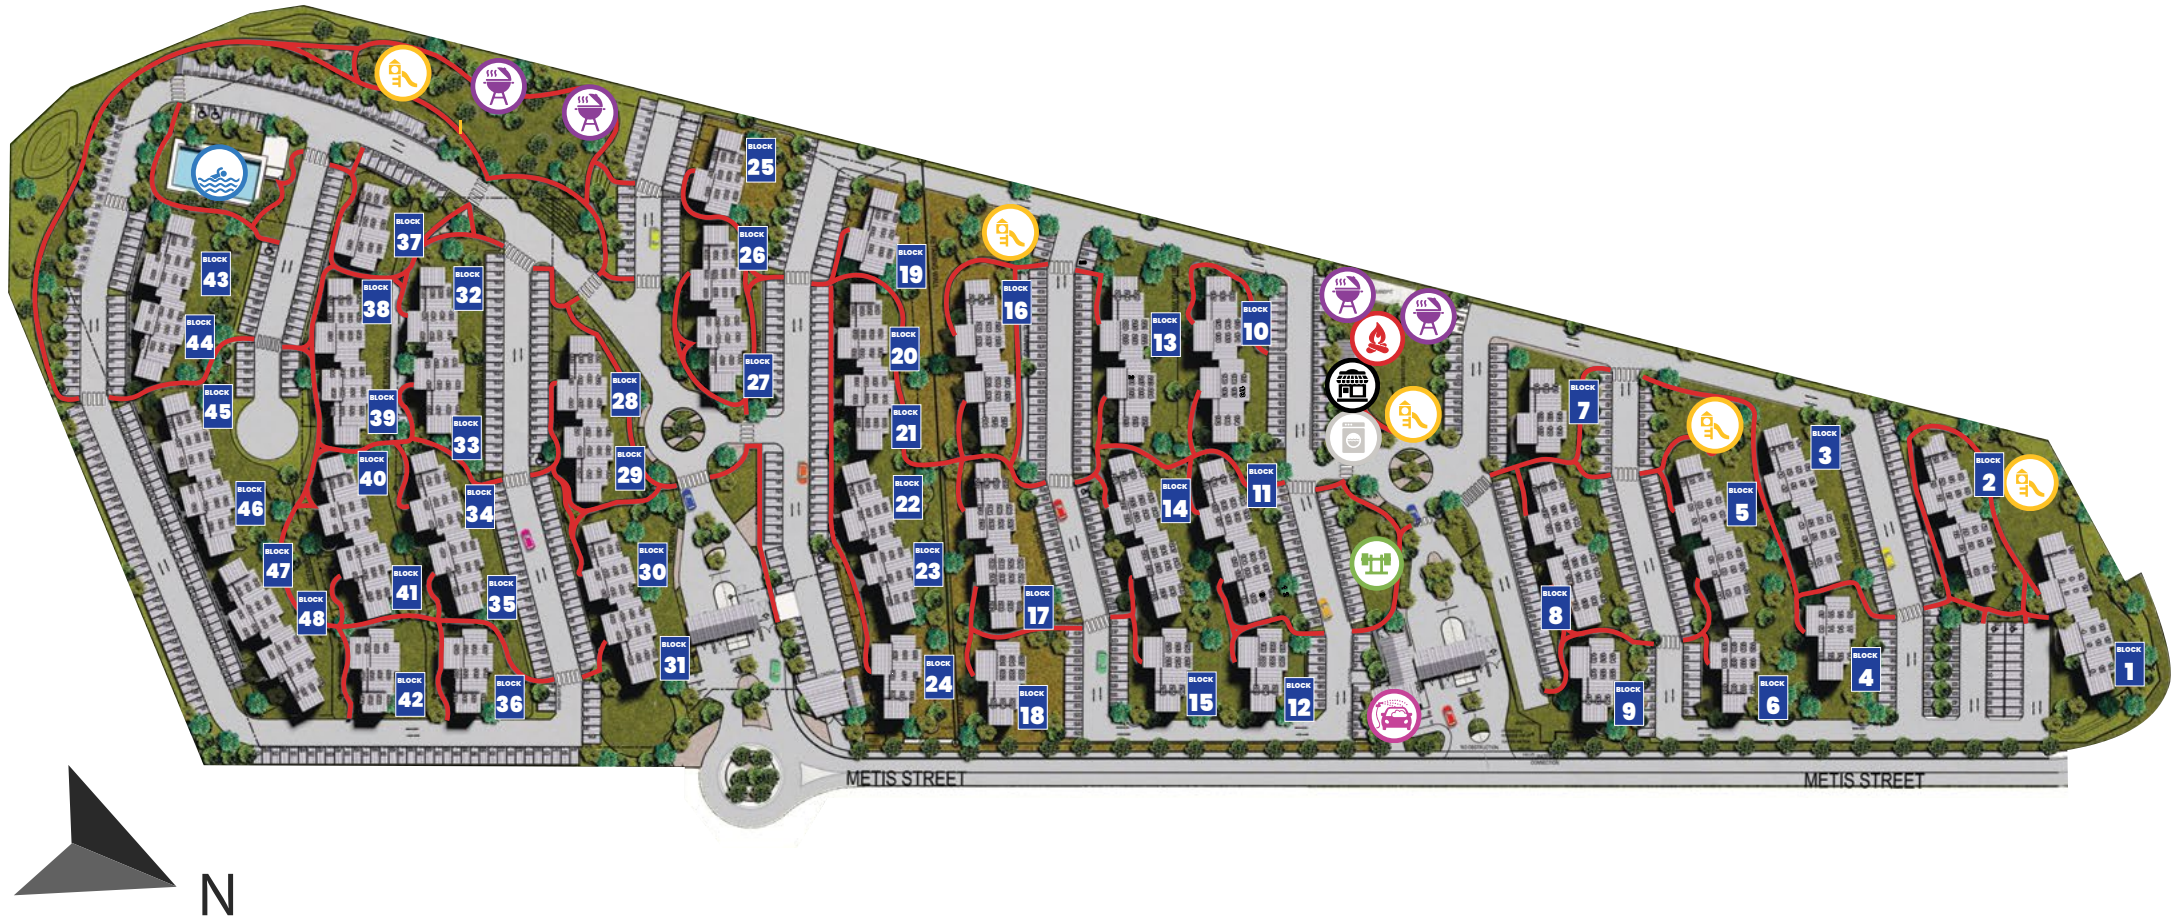 BLOCK
25
BLOCK
37
BLOCK
26
BLOCK
19
BLOCK
43
BLOCK
38
BLOCK
32
BLOCK
16
BLOCK
13
BLOCK
10
BLOCK
44
BLOCK
20
BLOCK
27
BLOCK
28
BLOCK
7
BLOCK
45
BLOCK
39
BLOCK
33
BLOCK
21
BLOCK
3
BLOCK
29
BLOCK
40
BLOCK
2
BLOCK
11
BLOCK
22
BLOCK
14
BLOCK
5
BLOCK
46
BLOCK
34
BLOCK
47
BLOCK
30
BLOCK
23
BLOCK
41
BLOCK
35
BLOCK
48
BLOCK
17
BLOCK
8
BLOCK
31
BLOCK
1
BLOCK
24
BLOCK
4
BLOCK
42
BLOCK
36
BLOCK
15
BLOCK
12
BLOCK
6
BLOCK
18
BLOCK
9
METIS STREET
METIS STREET
N